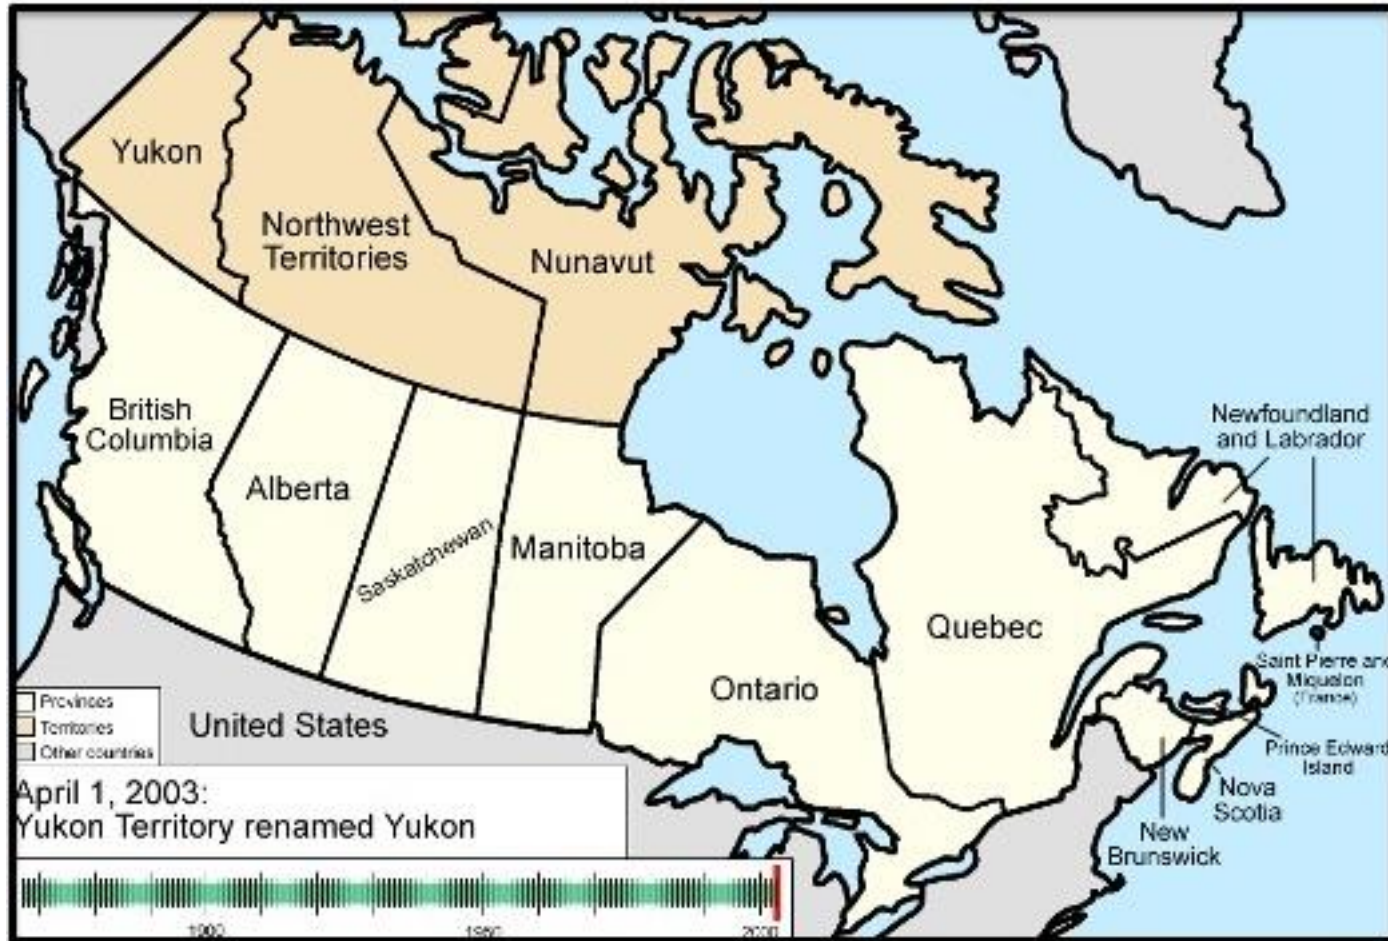 Yukon
Northwest
Territories
Nunavut
British
Columbia
Alberta
Saskatchewan
Manitoba
Ontario
Quebec
Newfoundland
and Labrador
Saint Pierre and
Miquelon
(France)
Prince Edward
Island
Nova
Scotia
New
Brunswick
United States
Provinces
Territories
Other countries
April 1, 2003:
Yukon Territory renamed Yukon
1900
1950
2000